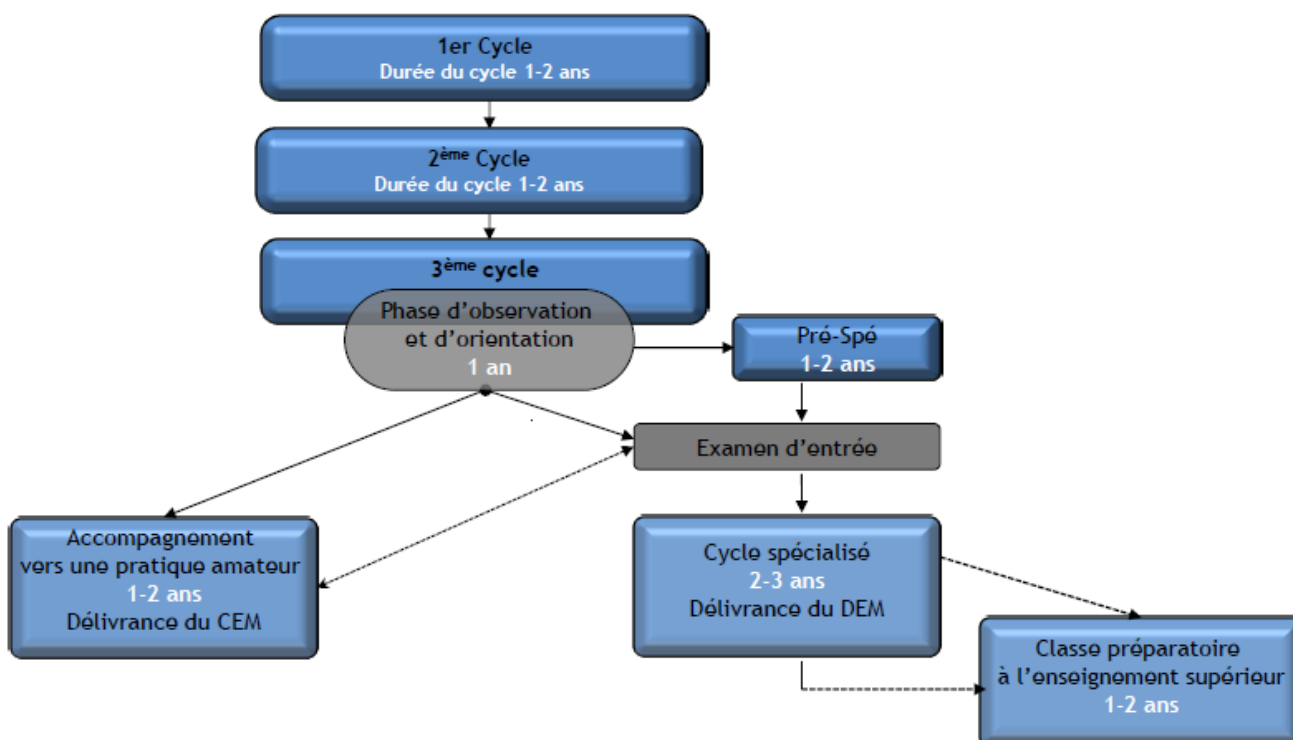 1er Cycle
Durée du cycle 1-2 ans
2ème Cycle
Durée du cycle 1-2 ans
3ème cycle
Phase d’observation
et d’orientation
1 an
Pré-Spé
1-2 ans
Examen d’entrée
Accompagnement
vers une pratique amateur
1-2 ans
Délivrance du CEM
Cycle spécialisé
2-3 ans
Délivrance du DEM
Classe préparatoire
à l’enseignement supérieur
1-2 ans